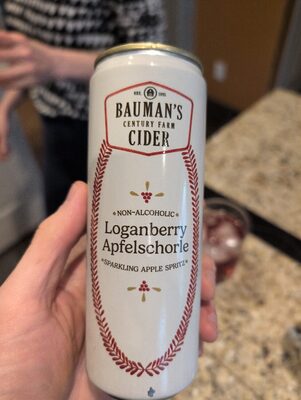 EST. 1895
BAUMAN'S
CENTURY FARM
CIDER
NON-ALCOHOLIC
Loganberry
Apfelschorle
SPARKLING APPLE SPRITZ